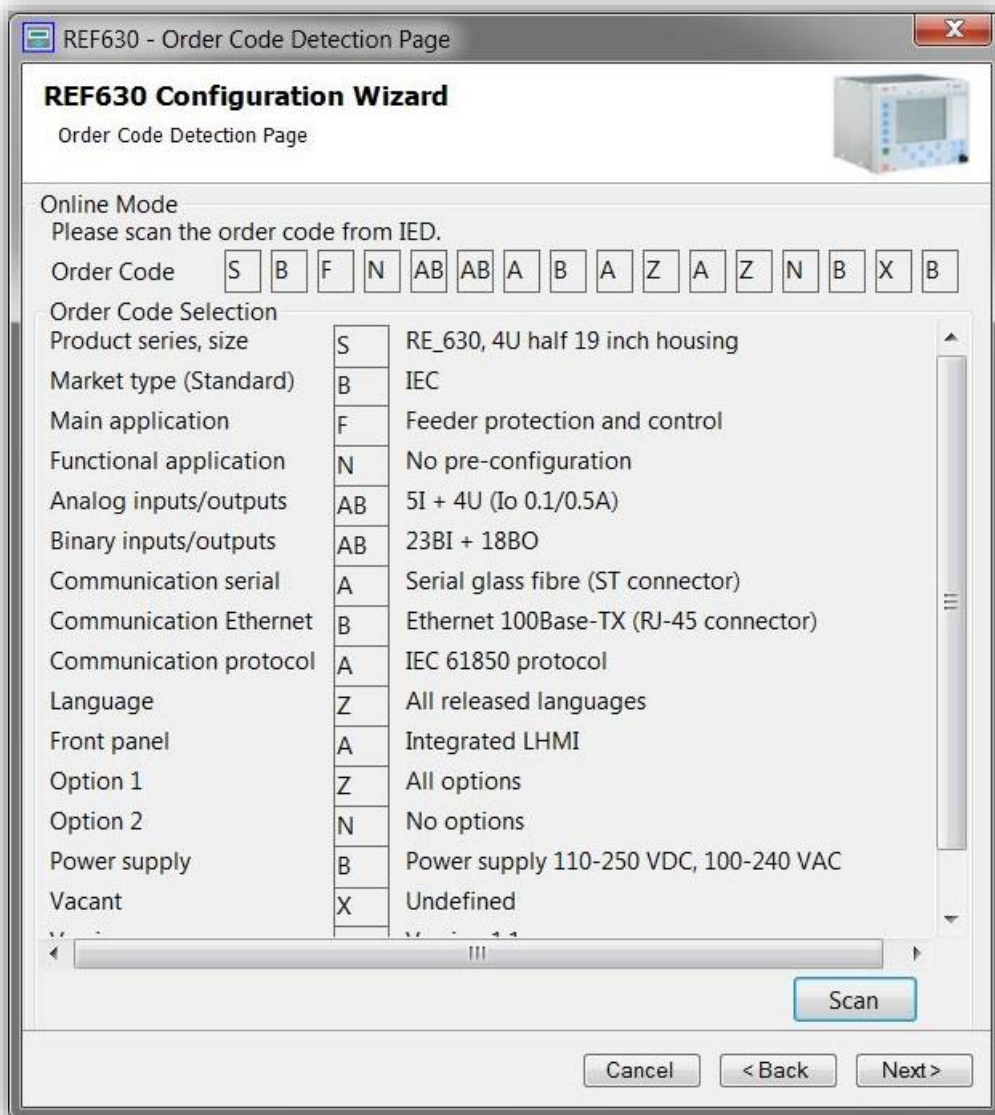 REF630 - Order Code Detection Page
REF630 Configuration Wizard
Order Code Detection Page
Online Mode
Please scan the order code from IED.
Order Code S B F N AB AB A B A Z A Z N B X B
Order Code Selection
Product series, size S RE_630, 4U half 19 inch housing
Market type (Standard) B IEC
Main application F Feeder protection and control
Functional application N No pre-configuration
Analog inputs/outputs AB 5I + 4U (Io 0.1/0.5A)
Binary inputs/outputs AB 23BI + 18BO
Communication serial A Serial glass fibre (ST connector)
Communication Ethernet B Ethernet 100Base-TX (RJ-45 connector)
Communication protocol A IEC 61850 protocol
Language Z All released languages
Front panel A Integrated LHMI
Option 1 Z All options
Option 2 N No options
Power supply B Power supply 110-250 VDC, 100-240 VAC
Vacant X Undefined
Scan
Cancel < Back Next >